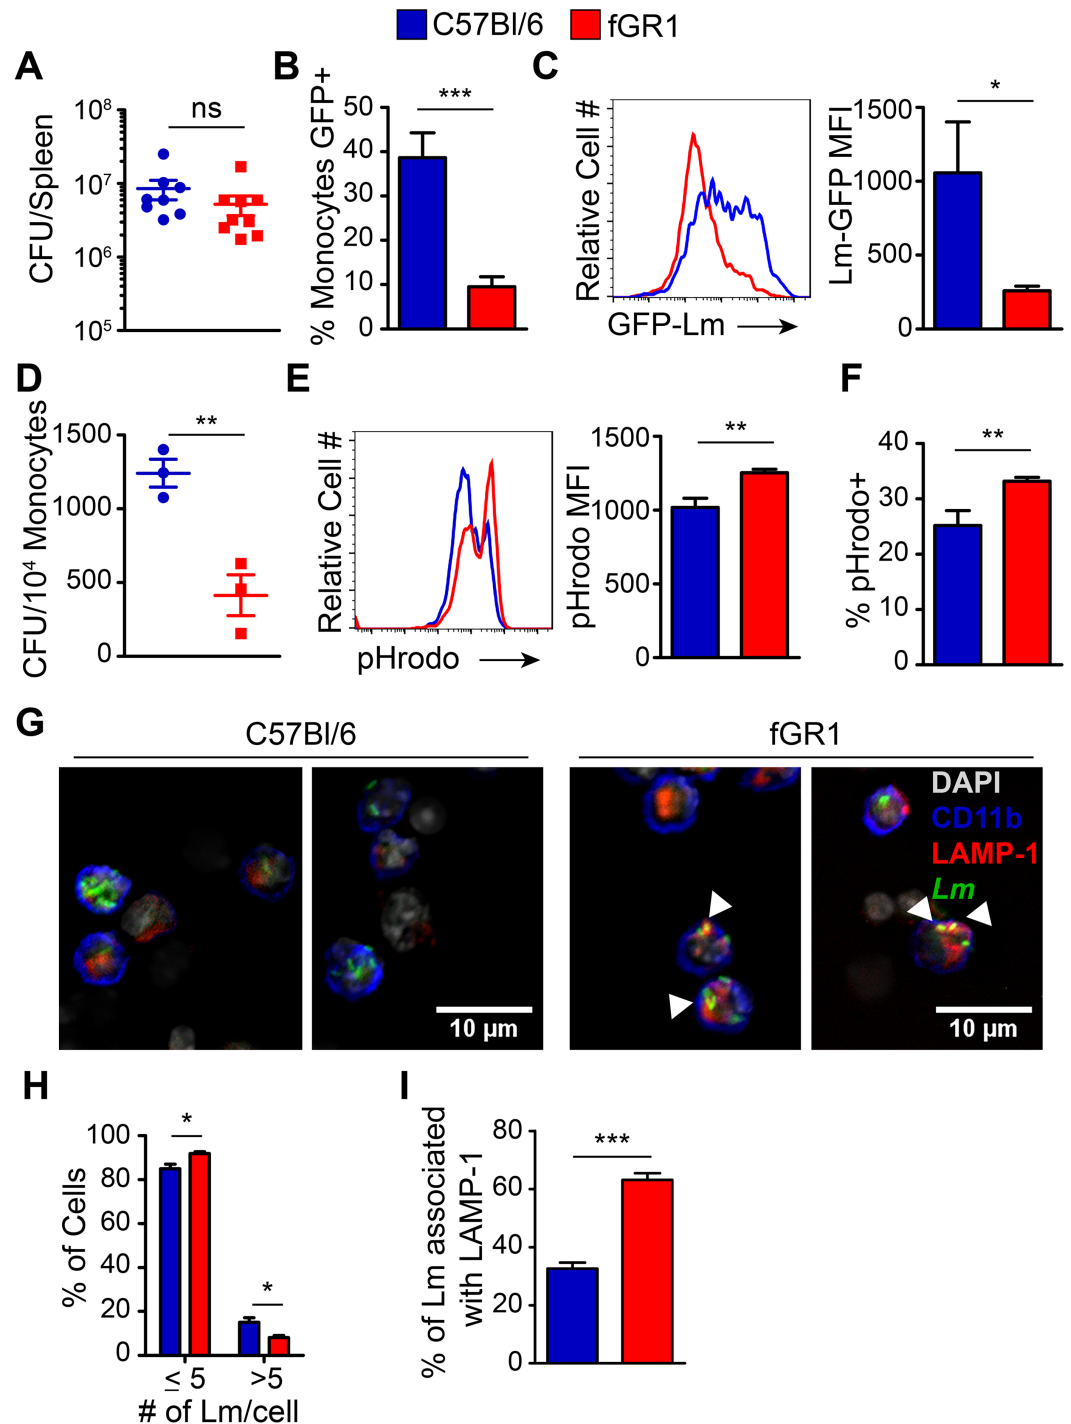 C57Bl/6 fGR1
A
CFU/Spleen
10⁸
10⁷
10⁶
10⁵
ns
B
% Monocytes GFP+
50
40
30
20
10
0
***
C
Relative Cell #
GFP-Lm
Lm-GFP MFI
1500
1000
500
0
*
D
CFU/10⁴ Monocytes
1500
1000
500
0
**
E
Relative Cell #
pHrodo
pHrodo MFI
1500
1000
500
0
**
F
% pHrodo+
40
30
20
10
0
**
G
C57Bl/6
fGR1
DAPI
CD11b
LAMP-1
Lm
10 µm
10 µm
H
% of Cells
100
80
60
40
20
0
*
*
≤ 5 >5
# of Lm/cell
I
% of Lm associated
with LAMP-1
80
60
40
20
0
***